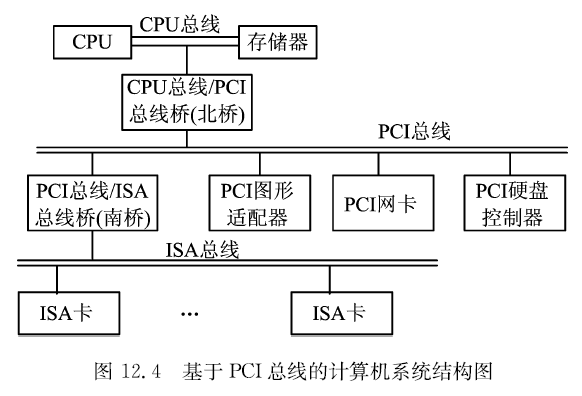 CPU总线
CPU
存储器
CPU总线/PCI
总线桥(北桥)
PCI总线
PCI总线/ISA
总线桥(南桥)
PCI图形
适配器
PCI网卡
PCI硬盘
控制器
ISA总线
ISA卡
...
ISA卡
图 12.4 基于 PCI 总线的计算机系统结构图